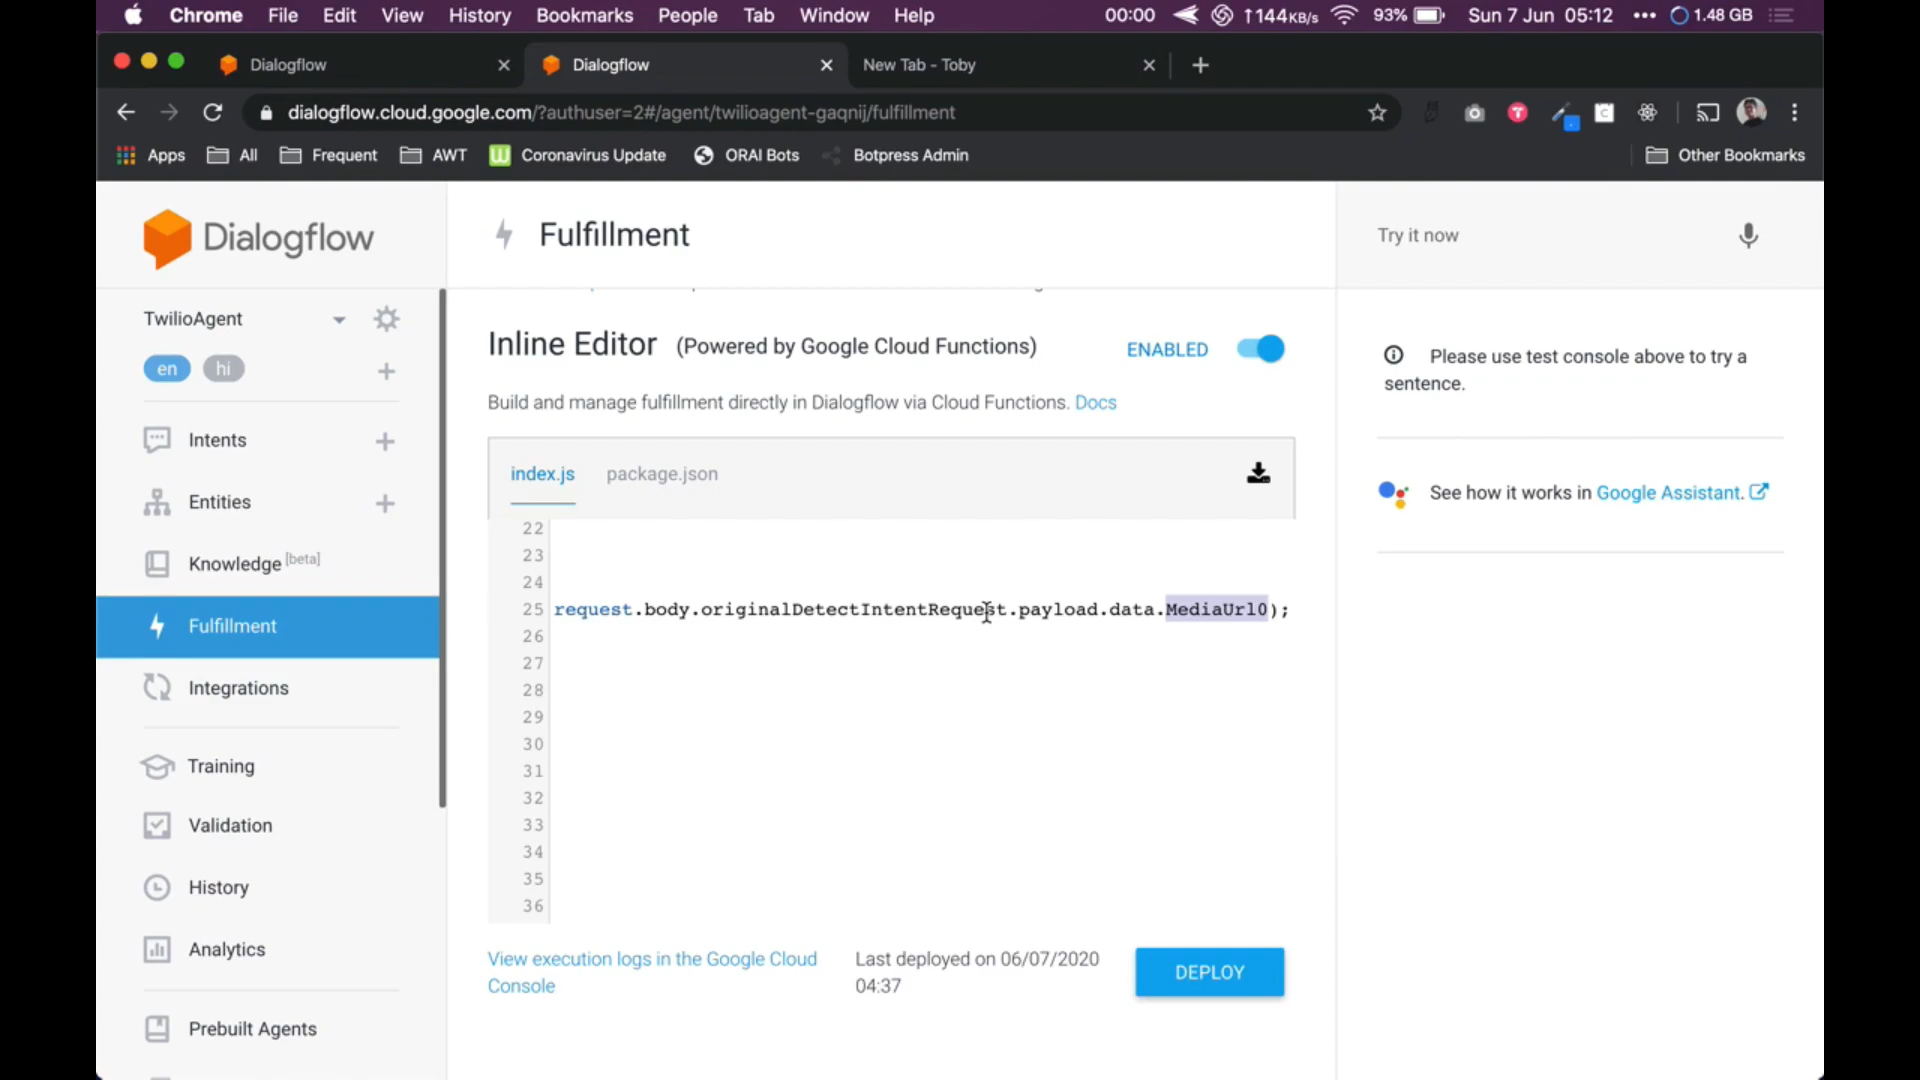 Chrome File Edit View History Bookmarks People Tab Window Help 00:00 ↑144KB/s 93% Sun 7 Jun 05:12 1.48 GB
Dialogflow Dialogflow New Tab - Toby
dialogflow.cloud.google.com/?authuser=2#/agent/twilioagent-gaqnij/fulfillment
Apps All Frequent AWT Coronavirus Update ORAI Bots Botpress Admin Other Bookmarks
Dialogflow
TwilioAgent
en hi
Intents
Entities
Knowledge [beta]
Fulfillment
Integrations
Training
Validation
History
Analytics
Prebuilt Agents
Fulfillment
Inline Editor (Powered by Google Cloud Functions) ENABLED
Build and manage fulfillment directly in Dialogflow via Cloud Functions. Docs
index.js package.json
22
23
24
25 request.body.originalDetectIntentRequest.payload.data.MediaUrl0);
26
27
28
29
30
31
32
33
34
35
36
View execution logs in the Google Cloud
Console
Last deployed on 06/07/2020
04:37
DEPLOY
Try it now
Please use test console above to try a
sentence.
See how it works in Google Assistant.